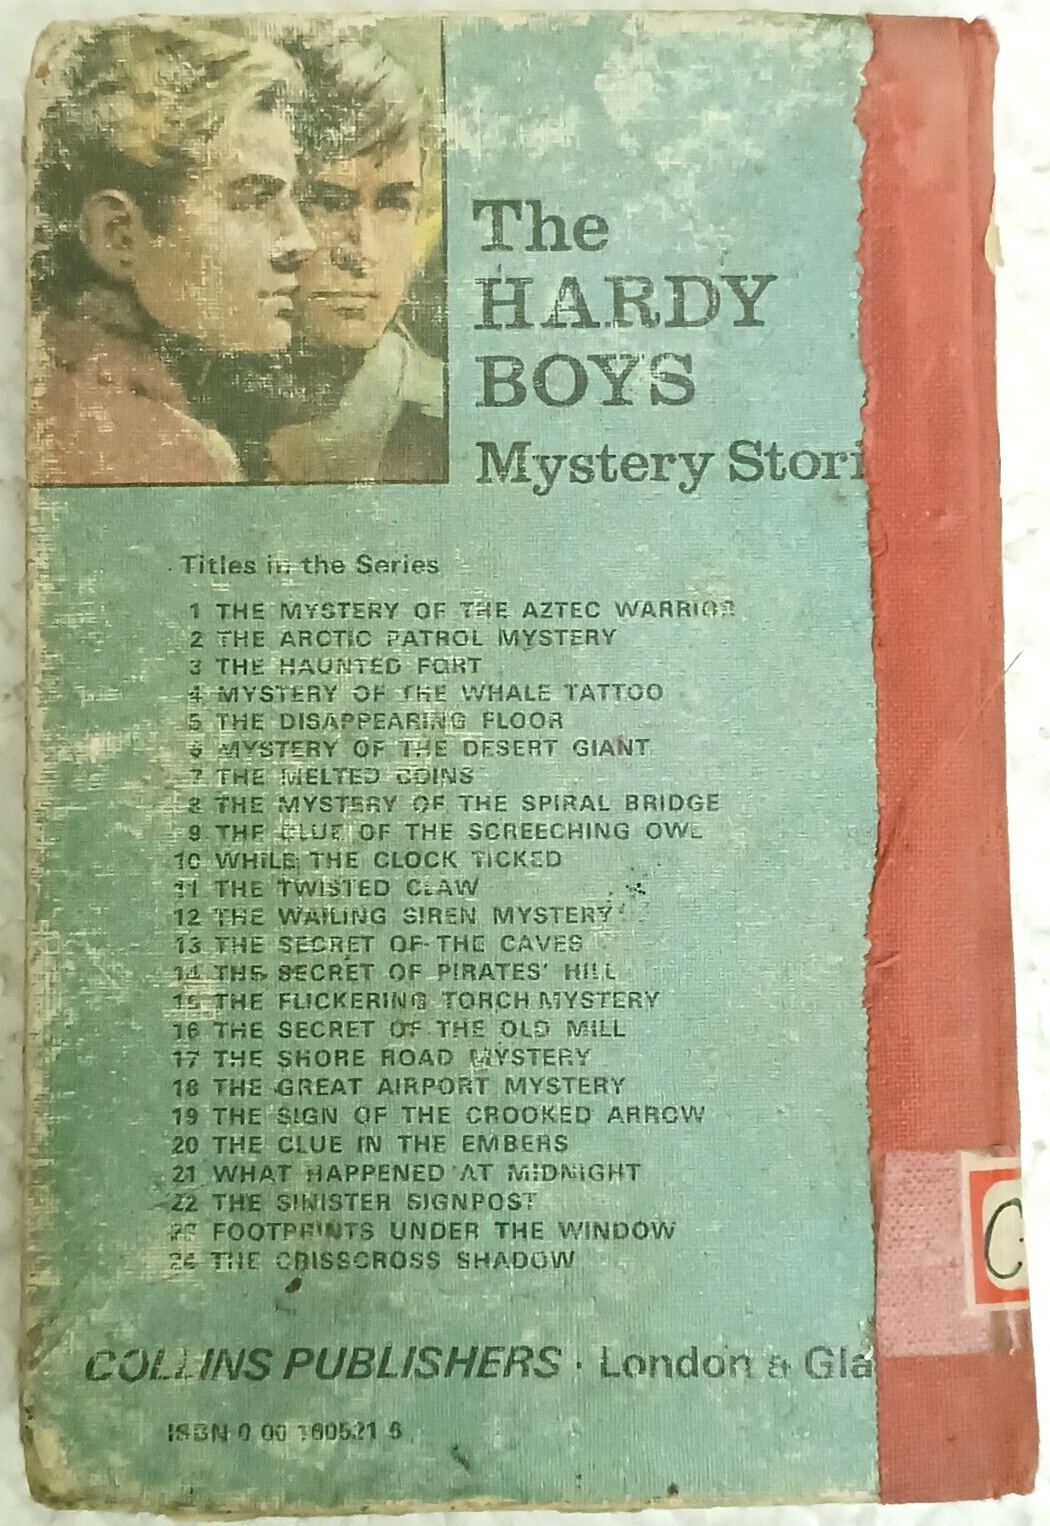 The
HARDY
BOYS
Mystery Stori
Titles in the Series
1 THE MYSTERY OF THE AZTEC WARRIOR
2 THE ARCTIC PATROL MYSTERY
3 THE HAUNTED FORT
4 MYSTERY OF THE WHALE TATTOO
5 THE DISAPPEARING FLOOR
6 MYSTERY OF THE DESERT GIANT
7 THE MELTED COINS
8 THE MYSTERY OF THE SPIRAL BRIDGE
9 THE CLUE OF THE SCREECHING OWL
10 WHILE THE CLOCK TICKED
11 THE TWISTED CLAW
12 THE WAILING SIREN MYSTERY
13 THE SECRET OF THE CAVES
14 THE SECRET OF PIRATES' HILL
15 THE FLICKERING TORCH MYSTERY
16 THE SECRET OF THE OLD MILL
17 THE SHORE ROAD MYSTERY
18 THE GREAT AIRPORT MYSTERY
19 THE SIGN OF THE CROOKED ARROW
20 THE CLUE IN THE EMBERS
21 WHAT HAPPENED AT MIDNIGHT
22 THE SINISTER SIGNPOST
23 FOOTPRINTS UNDER THE WINDOW
24 THE CRISSCROSS SHADOW
COLLINS PUBLISHERS · London & Gla
ISBN 0 00 160521 6
C